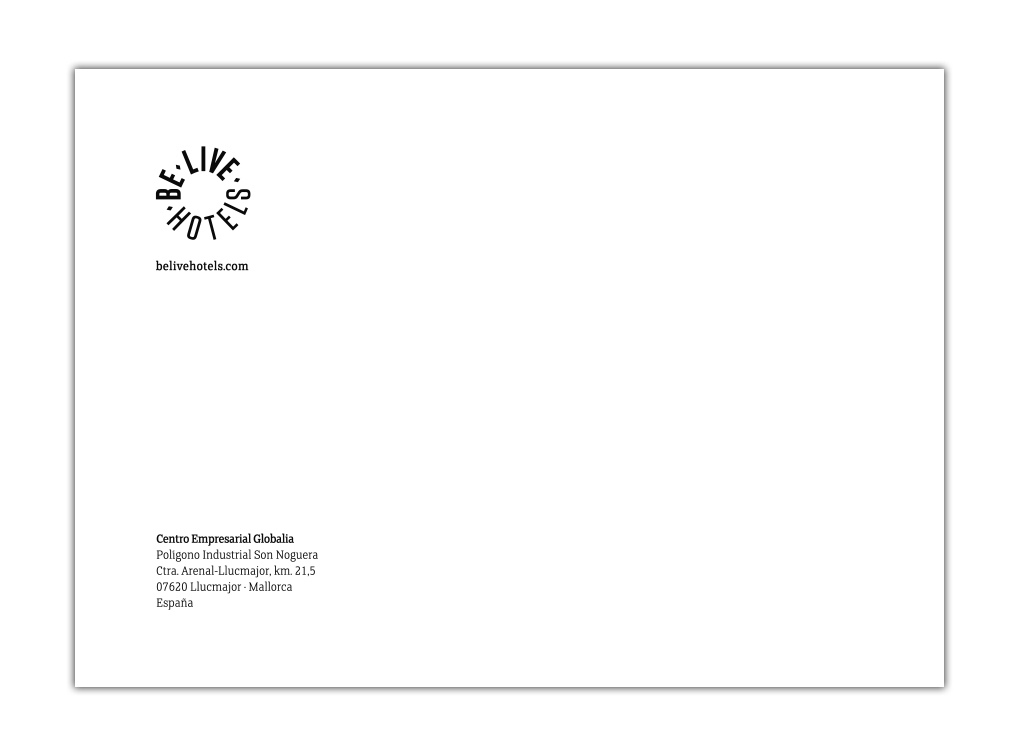 BE·LIVE·
·HOTELS
belivehotels.com
Centro Empresarial Globalia
Poligono Industrial Son Noguera
Ctra. Arenal-Llucmajor, km. 21,5
07620 Llucmajor · Mallorca
España